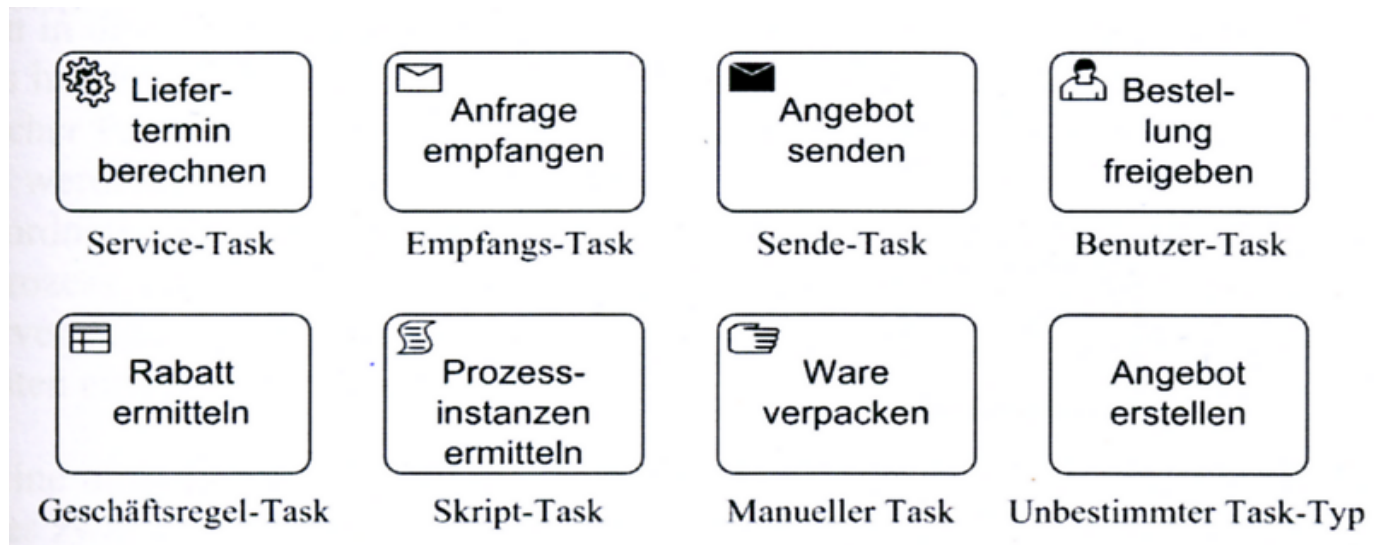 Liefer-
termin
berechnen
Service-Task
Anfrage
empfangen
Empfangs-Task
Angebot
senden
Sende-Task
Bestel-
lung
freigeben
Benutzer-Task
Rabatt
ermitteln
Geschäftsregel-Task
Prozess-
instanzen
ermitteln
Skript-Task
Ware
verpacken
Manueller Task
Angebot
erstellen
Unbestimmter Task-Typ